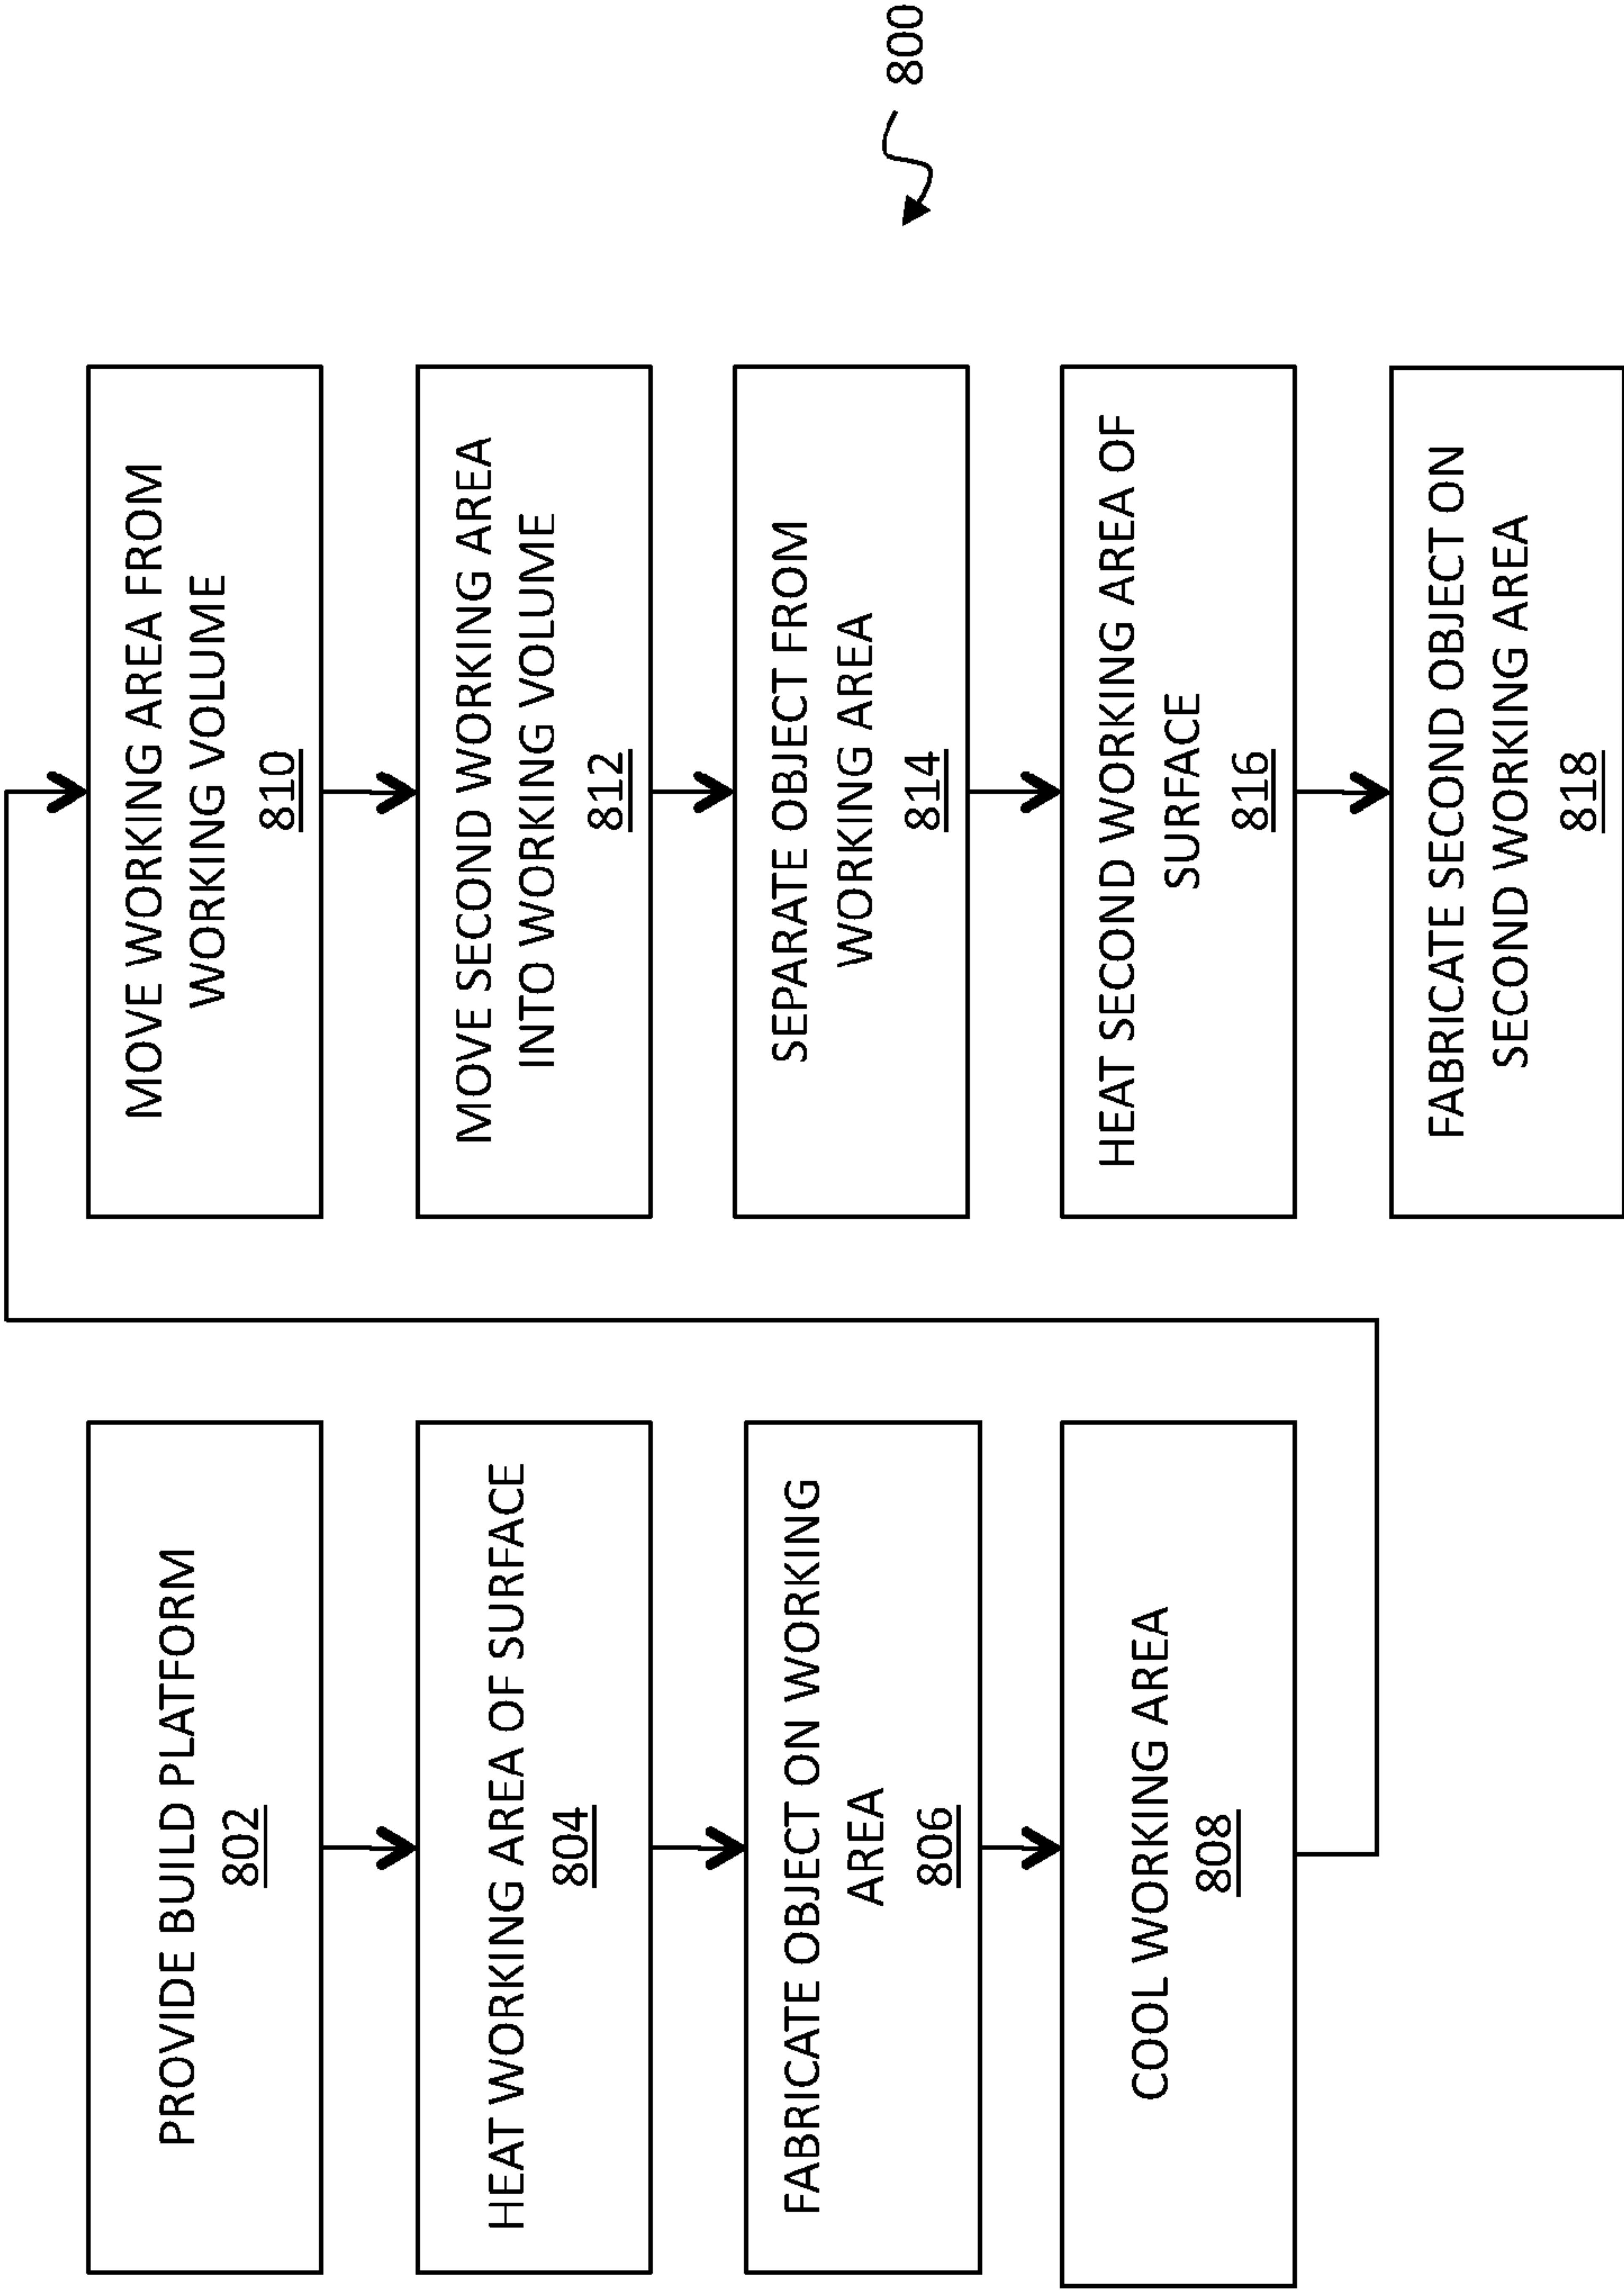 PROVIDE BUILD PLATFORM
802
HEAT WORKING AREA OF SURFACE
804
FABRICATE OBJECT ON WORKING
AREA
806
COOL WORKING AREA
808
MOVE WORKING AREA FROM
WORKING VOLUME
810
MOVE SECOND WORKING AREA
INTO WORKING VOLUME
812
SEPARATE OBJECT FROM
WORKING AREA
814
HEAT SECOND WORKING AREA OF
SURFACE
816
FABRICATE SECOND OBJECT ON
SECOND WORKING AREA
818
800